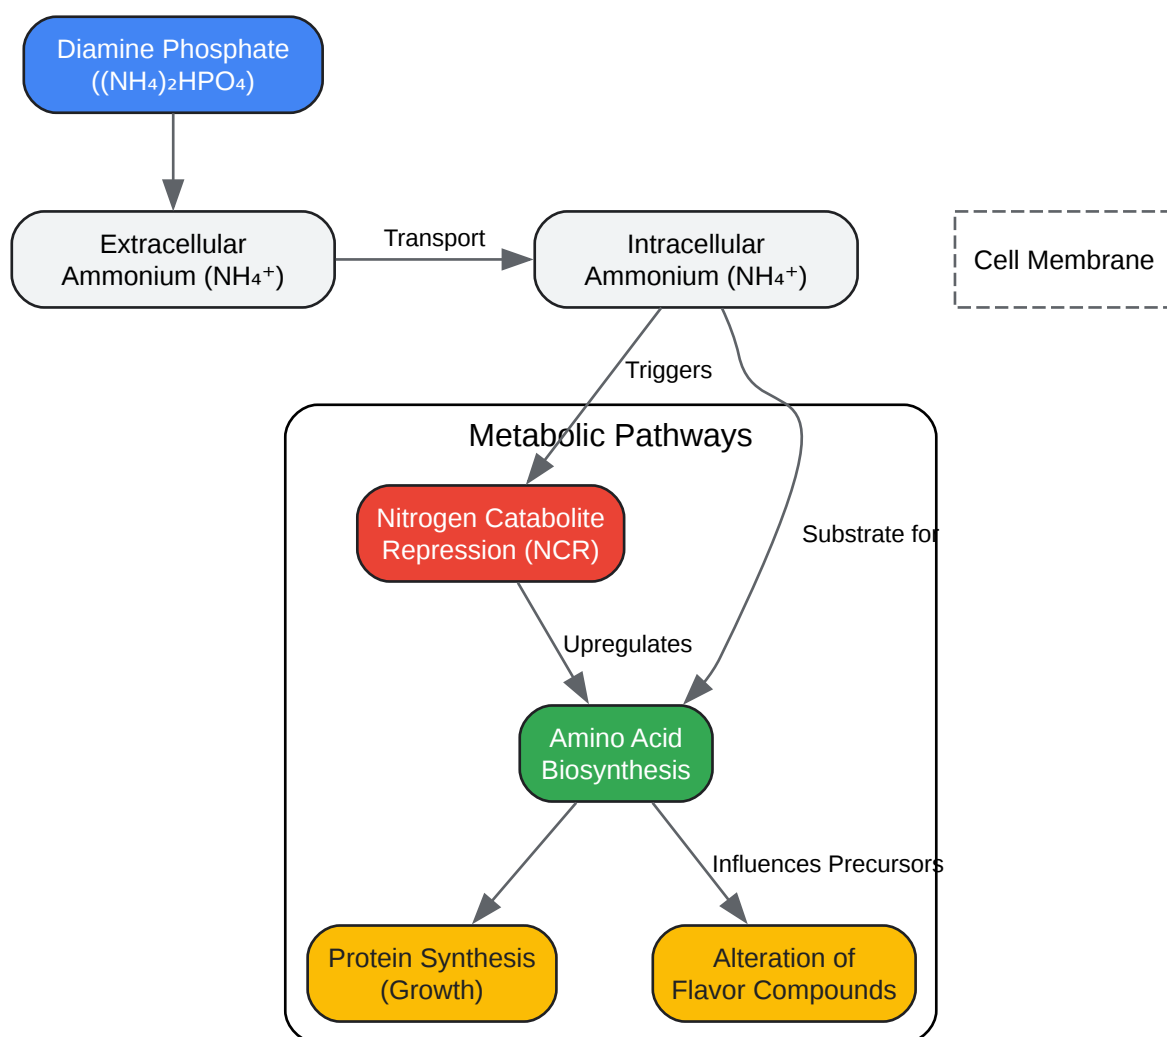 Diamine Phosphate
((NH₄)₂HPO₄)
Extracellular
Ammonium (NH₄⁺)
Transport
Intracellular
Ammonium (NH₄⁺)
Cell Membrane
Triggers
Metabolic Pathways
Nitrogen Catabolite
Repression (NCR)
Substrate for
Upregulates
Amino Acid
Biosynthesis
Influences Precursors
Protein Synthesis
(Growth)
Alteration of
Flavor Compounds